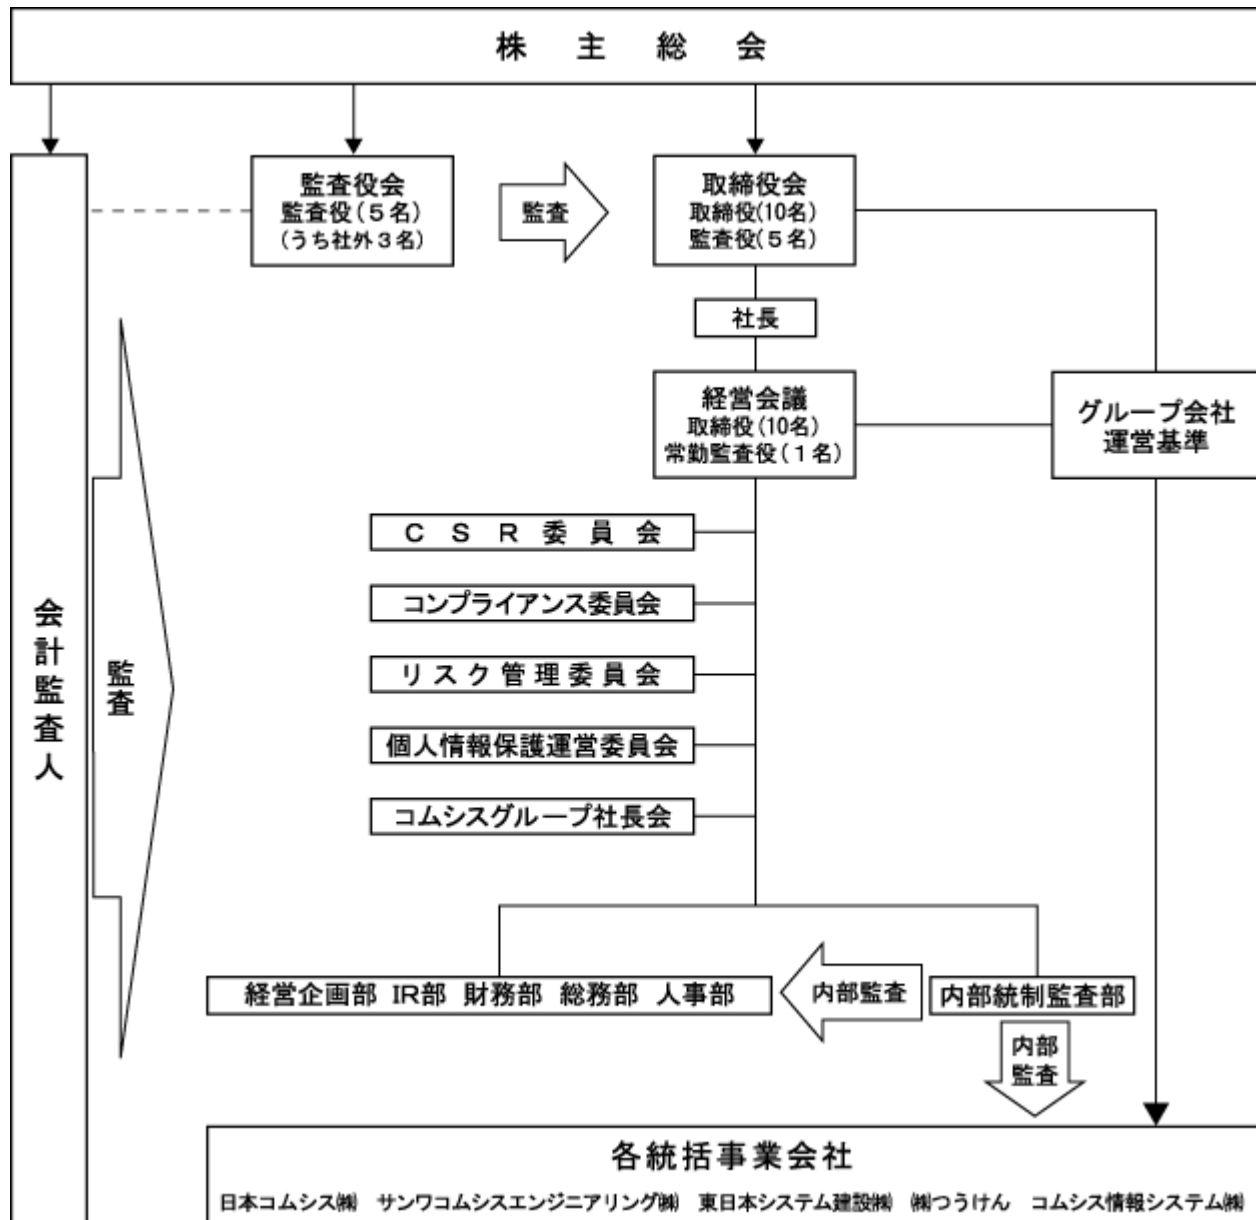 株主総会
監査役会
監査役(5名)
(うち社外3名)
監査
取締役会
取締役(10名)
監査役(5名)
社長
経営会議
取締役(10名)
常勤監査役(1名)
グループ会社
運営基準
CSR委員会
コンプライアンス委員会
リスク管理委員会
個人情報保護運営委員会
コムシスグループ社長会
会計監査人
監査
経営企画部 IR部 財務部 総務部 人事部
内部監査
内部統制監査部
内部
監査
各統括事業会社
日本コムシス㈱ サンワコムシスエンジニアリング㈱ 東日本システム建設㈱ ㈱つうけん コムシス情報システム㈱